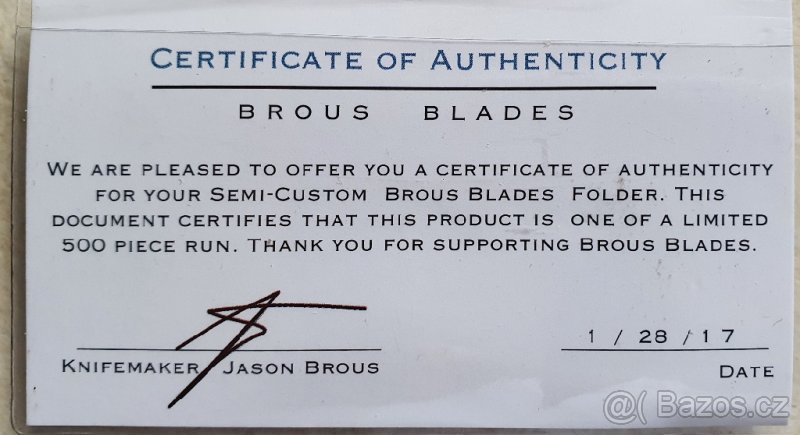 CERTIFICATE OF AUTHENTICITY
BROUS BLADES
WE ARE PLEASED TO OFFER YOU A CERTIFICATE OF AUTHENTICITY
FOR YOUR SEMI-CUSTOM BROUS BLADES FOLDER. THIS
DOCUMENT CERTIFIES THAT THIS PRODUCT IS ONE OF A LIMITED
500 PIECE RUN. THANK YOU FOR SUPPORTING BROUS BLADES.
1 / 28 / 17
KNIFEMAKER JASON BROUS
DATE
@( Bazos.cz